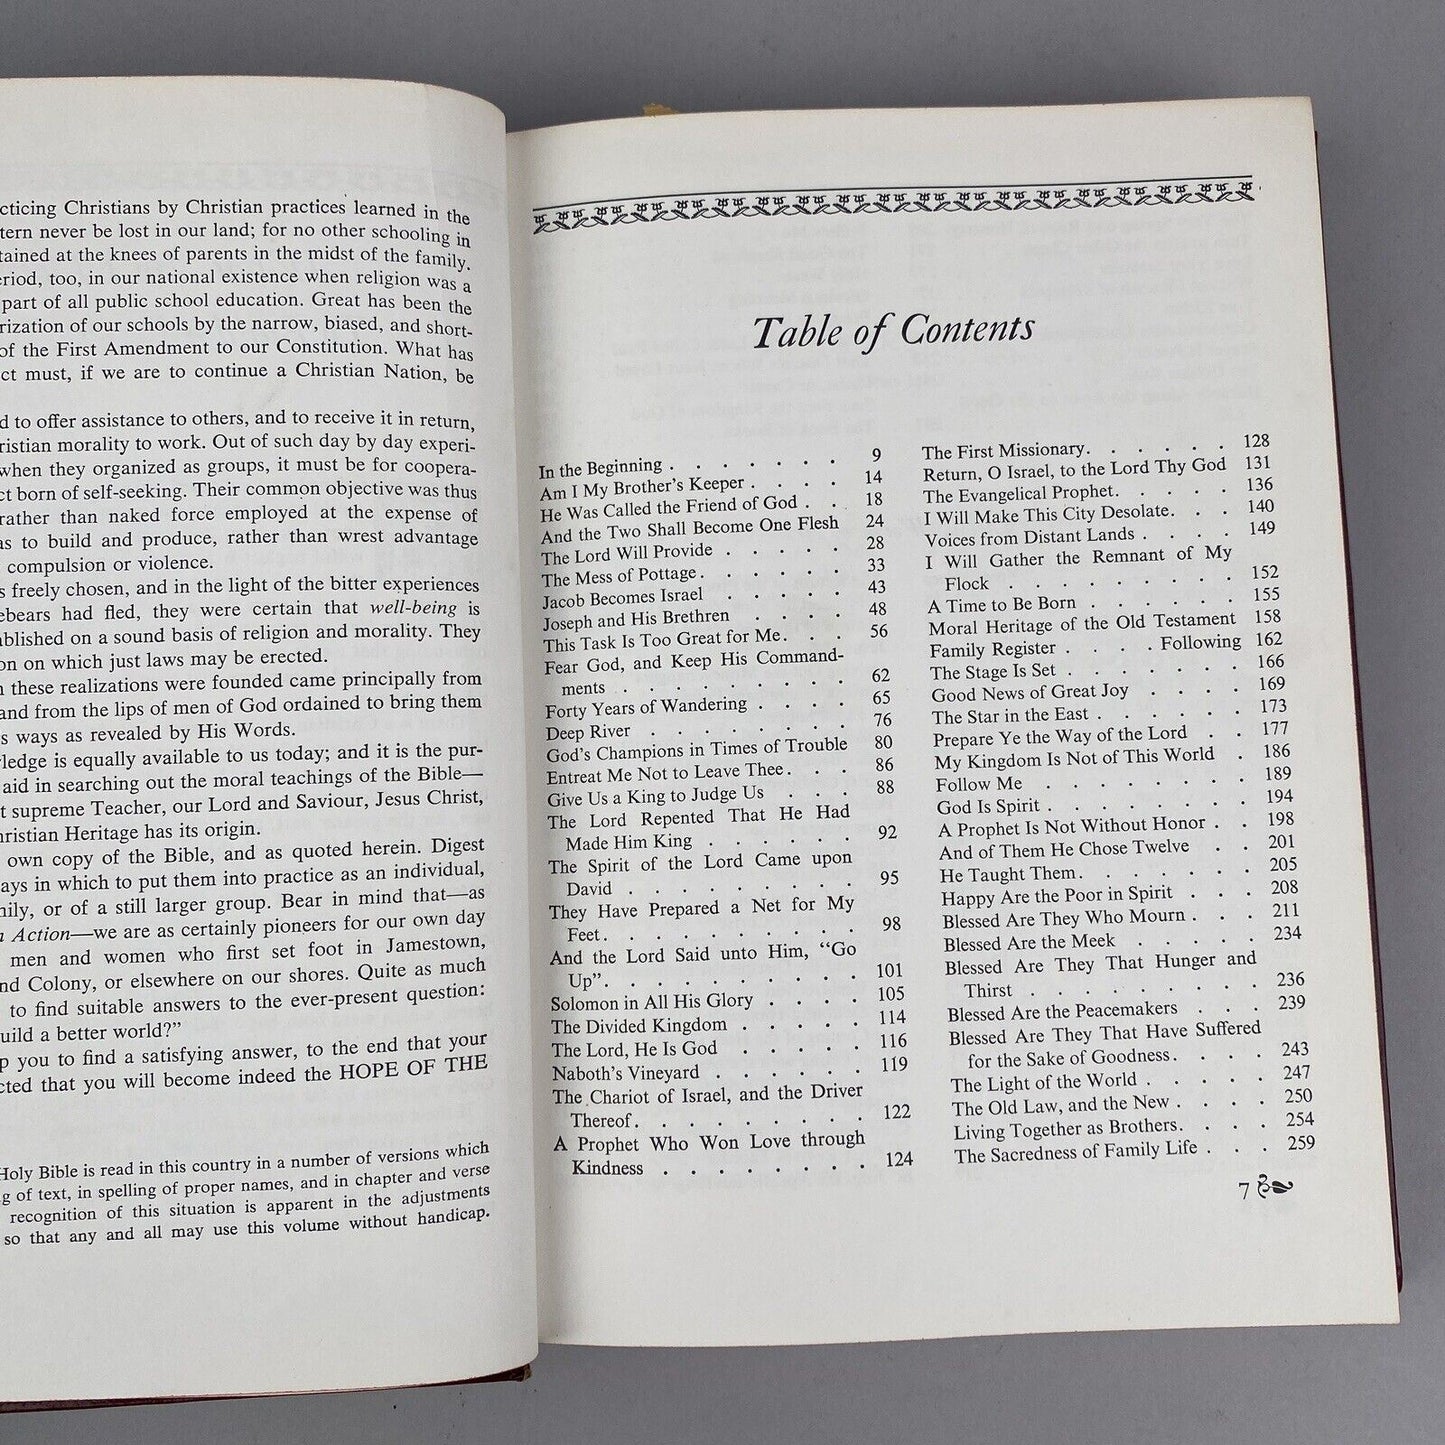 cticing Christians by Christian practices learned in the
tern never be lost in our land; for no other schooling in
tained at the knees of parents in the midst of the family.
eriod, too, in our national existence when religion was a
part of all public school education. Great has been the
rization of our schools by the narrow, biased, and short-
of the First Amendment to our Constitution. What has
ct must, if we are to continue a Christian Nation, be
d to offer assistance to others, and to receive it in return,
ristian morality to work. Out of such day by day experi-
when they organized as groups, it must be for coopera-
ct born of self-seeking. Their common objective was thus
rather than naked force employed at the expense of
as to build and produce, rather than wrest advantage
compulsion or violence.
s freely chosen, and in the light of the bitter experiences
ebears had fled, they were certain that well-being is
ablished on a sound basis of religion and morality. They
on on which just laws may be erected.
n these realizations were founded came principally from
and from the lips of men of God ordained to bring them
s ways as revealed by His Words.
ledge is equally available to us today; and it is the pur-
aid in searching out the moral teachings of the Bible—
t supreme Teacher, our Lord and Saviour, Jesus Christ,
hristian Heritage has its origin.
own copy of the Bible, and as quoted herein. Digest
ays in which to put them into practice as an individual,
mily, or of a still larger group. Bear in mind that—as
n Action—we are as certainly pioneers for our own day
men and women who first set foot in Jamestown,
nd Colony, or elsewhere on our shores. Quite as much
to find suitable answers to the ever-present question:
uild a better world?"
p you to find a satisfying answer, to the end that your
cted that you will become indeed the HOPE OF THE
Holy Bible is read in this country in a number of versions which
g of text, in spelling of proper names, and in chapter and verse
recognition of this situation is apparent in the adjustments
so that any and all may use this volume without handicap.
Table of Contents
In the Beginning . . . . . . . 9
Am I My Brother's Keeper . . . . 14
He Was Called the Friend of God . . 18
And the Two Shall Become One Flesh 24
The Lord Will Provide . . . . . 28
The Mess of Pottage . . . . . . 33
Jacob Becomes Israel . . . . . 43
Joseph and His Brethren . . . . 48
This Task Is Too Great for Me . . . 56
Fear God, and Keep His Command-
ments . . . . . . . . . 62
Forty Years of Wandering . . . . 65
Deep River . . . . . . . . 76
God's Champions in Times of Trouble 80
Entreat Me Not to Leave Thee . . . 86
Give Us a King to Judge Us . . . 88
The Lord Repented That He Had
Made Him King . . . . . . 92
The Spirit of the Lord Came upon
David . . . . . . . . . 95
They Have Prepared a Net for My
Feet . . . . . . . . . . 98
And the Lord Said unto Him, "Go
Up" . . . . . . . . . . 101
Solomon in All His Glory . . . . 105
The Divided Kingdom . . . . . 114
The Lord, He Is God . . . . . 116
Naboth's Vineyard . . . . . . 119
The Chariot of Israel, and the Driver
Thereof . . . . . . . . . 122
A Prophet Who Won Love through
Kindness . . . . . . . . 124
The First Missionary . . . . . . 128
Return, O Israel, to the Lord Thy God 131
The Evangelical Prophet . . . . . 136
I Will Make This City Desolate . . . 140
Voices from Distant Lands . . . . 149
I Will Gather the Remnant of My
Flock . . . . . . . . . 152
A Time to Be Born . . . . . . 155
Moral Heritage of the Old Testament 158
Family Register . . . . Following 162
The Stage Is Set . . . . . . . 166
Good News of Great Joy . . . . 169
The Star in the East . . . . . . 173
Prepare Ye the Way of the Lord . . 177
My Kingdom Is Not of This World . 186
Follow Me . . . . . . . . 189
God Is Spirit . . . . . . . . 194
A Prophet Is Not Without Honor . . 198
And of Them He Chose Twelve . . 201
He Taught Them . . . . . . . 205
Happy Are the Poor in Spirit . . . 208
Blessed Are They Who Mourn . . . 211
Blessed Are the Meek . . . . . 234
Blessed Are They That Hunger and
Thirst . . . . . . . . . 236
Blessed Are the Peacemakers . . . 239
Blessed Are They That Have Suffered
for the Sake of Goodness . . . . 243
The Light of the World . . . . . 247
The Old Law, and the New . . . . 250
Living Together as Brothers . . . . 254
The Sacredness of Family Life . . . 259
7